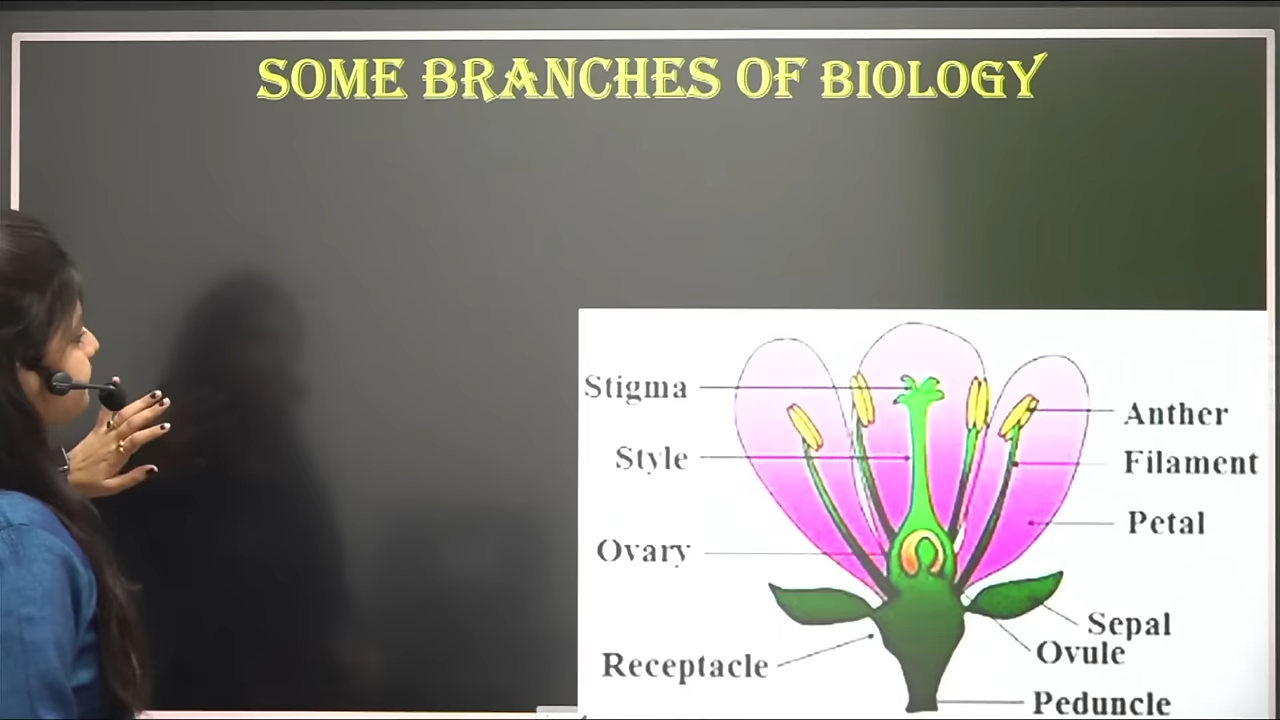 SOME BRANCHES OF BIOLOGY
Stigma
Style
Ovary
Receptacle
Anther
Filament
Petal
Sepal
Ovule
Peduncle